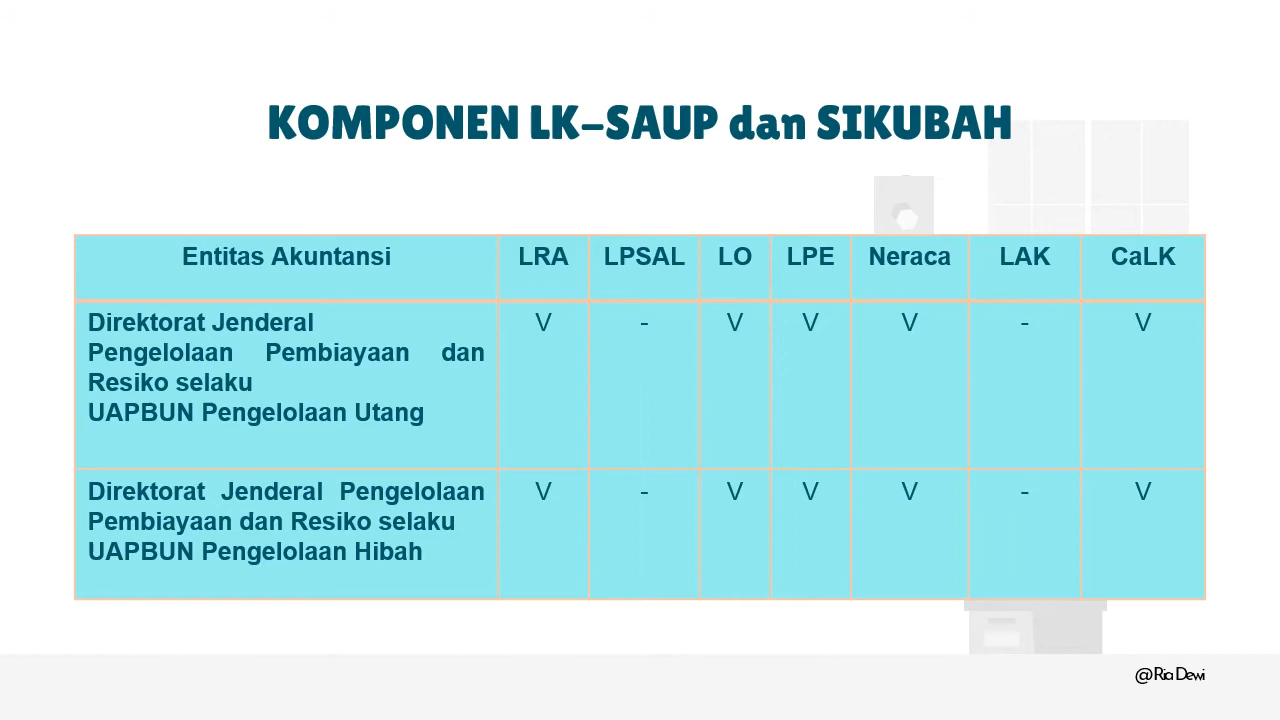 KOMPONEN LK-SAUP dan SIKUBAH
Entitas Akuntansi LRA LPSAL LO LPE Neraca LAK CaLK
Direktorat Jenderal V - V V V - V
Pengelolaan Pembiayaan dan
Resiko selaku
UAPBUN Pengelolaan Utang
Direktorat Jenderal Pengelolaan V - V V V - V
Pembiayaan dan Resiko selaku
UAPBUN Pengelolaan Hibah
@Ria Dewi